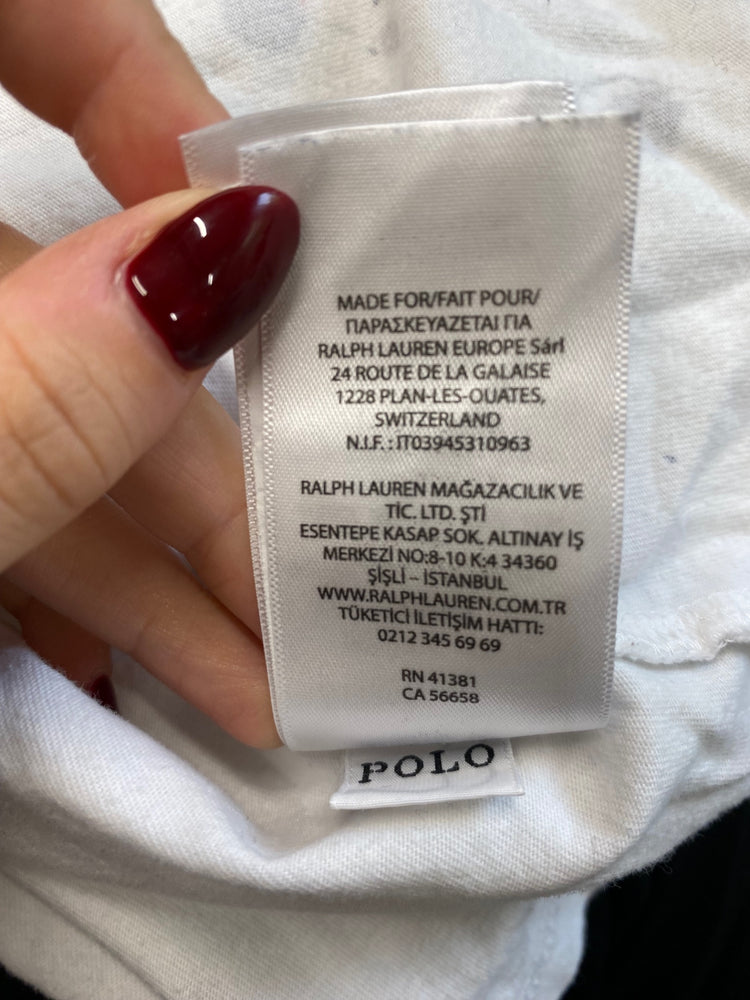 MADE FOR/FAIT POUR/
ΠΑΡΑΣΚΕΥΑΖΕΤΑΙ ΓΙΑ
RALPH LAUREN EUROPE Sárl
24 ROUTE DE LA GALAISE
1228 PLAN-LES-OUATES,
SWITZERLAND
N.I.F. : IT03945310963
RALPH LAUREN MAĞAZACILIK VE
TİC. LTD. ŞTİ
ESENTEPE KASAP SOK. ALTINAY İŞ
MERKEZİ NO:8-10 K:4 34360
ŞİŞLİ – İSTANBUL
WWW.RALPHLAUREN.COM.TR
TÜKETİCİ İLETİŞİM HATTI:
0212 345 69 69
RN 41381
CA 56658
POLO